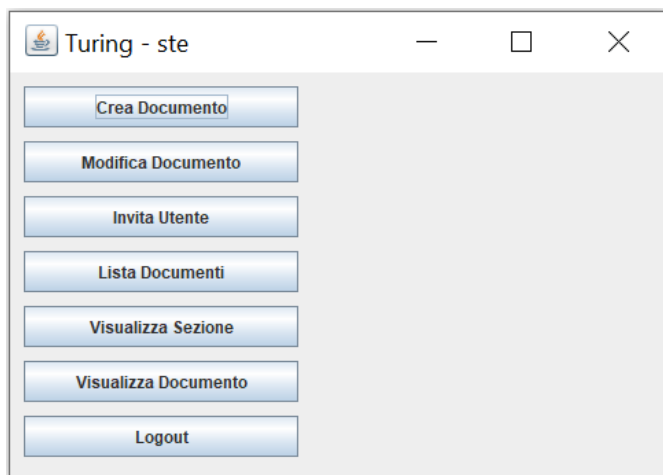 Turing - ste
Crea Documento
Modifica Documento
Invita Utente
Lista Documenti
Visualizza Sezione
Visualizza Documento
Logout